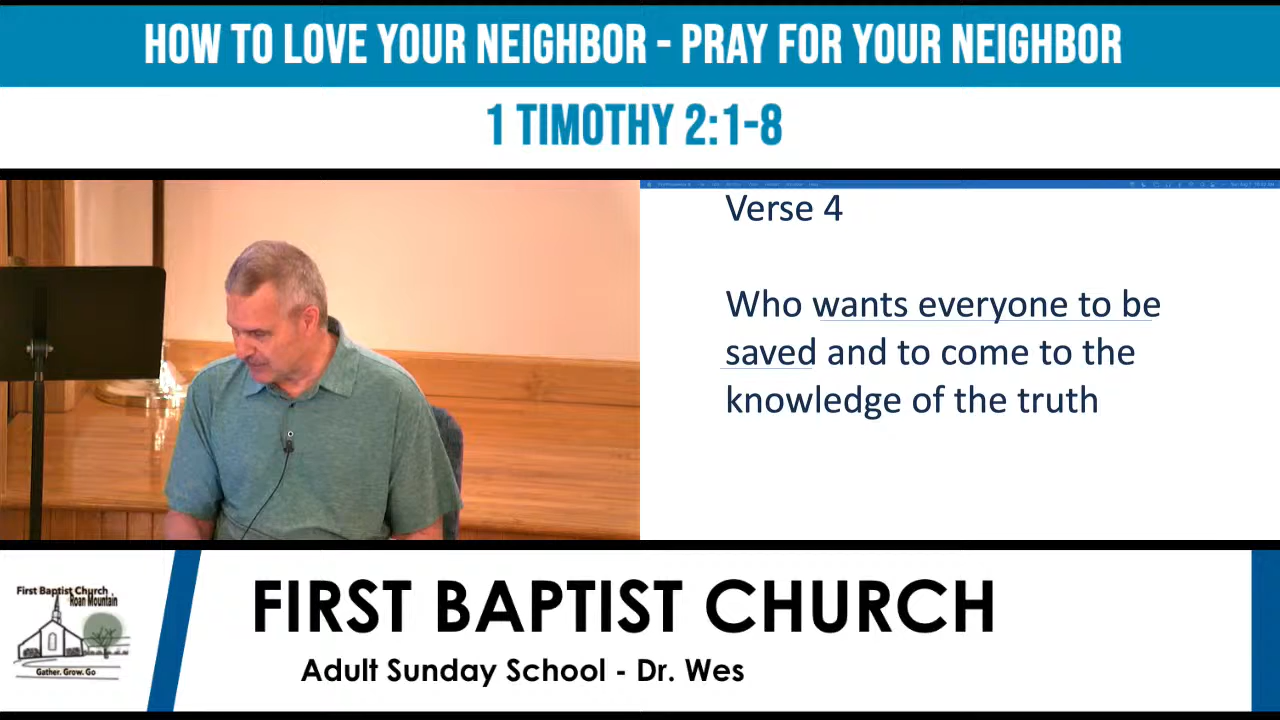 HOW TO LOVE YOUR NEIGHBOR - PRAY FOR YOUR NEIGHBOR
1 TIMOTHY 2:1-8
Verse 4
Who wants everyone to be
saved and to come to the
knowledge of the truth
First Baptist Church
Roan Mountain
Gather. Grow. Go
FIRST BAPTIST CHURCH
Adult Sunday School - Dr. Wes